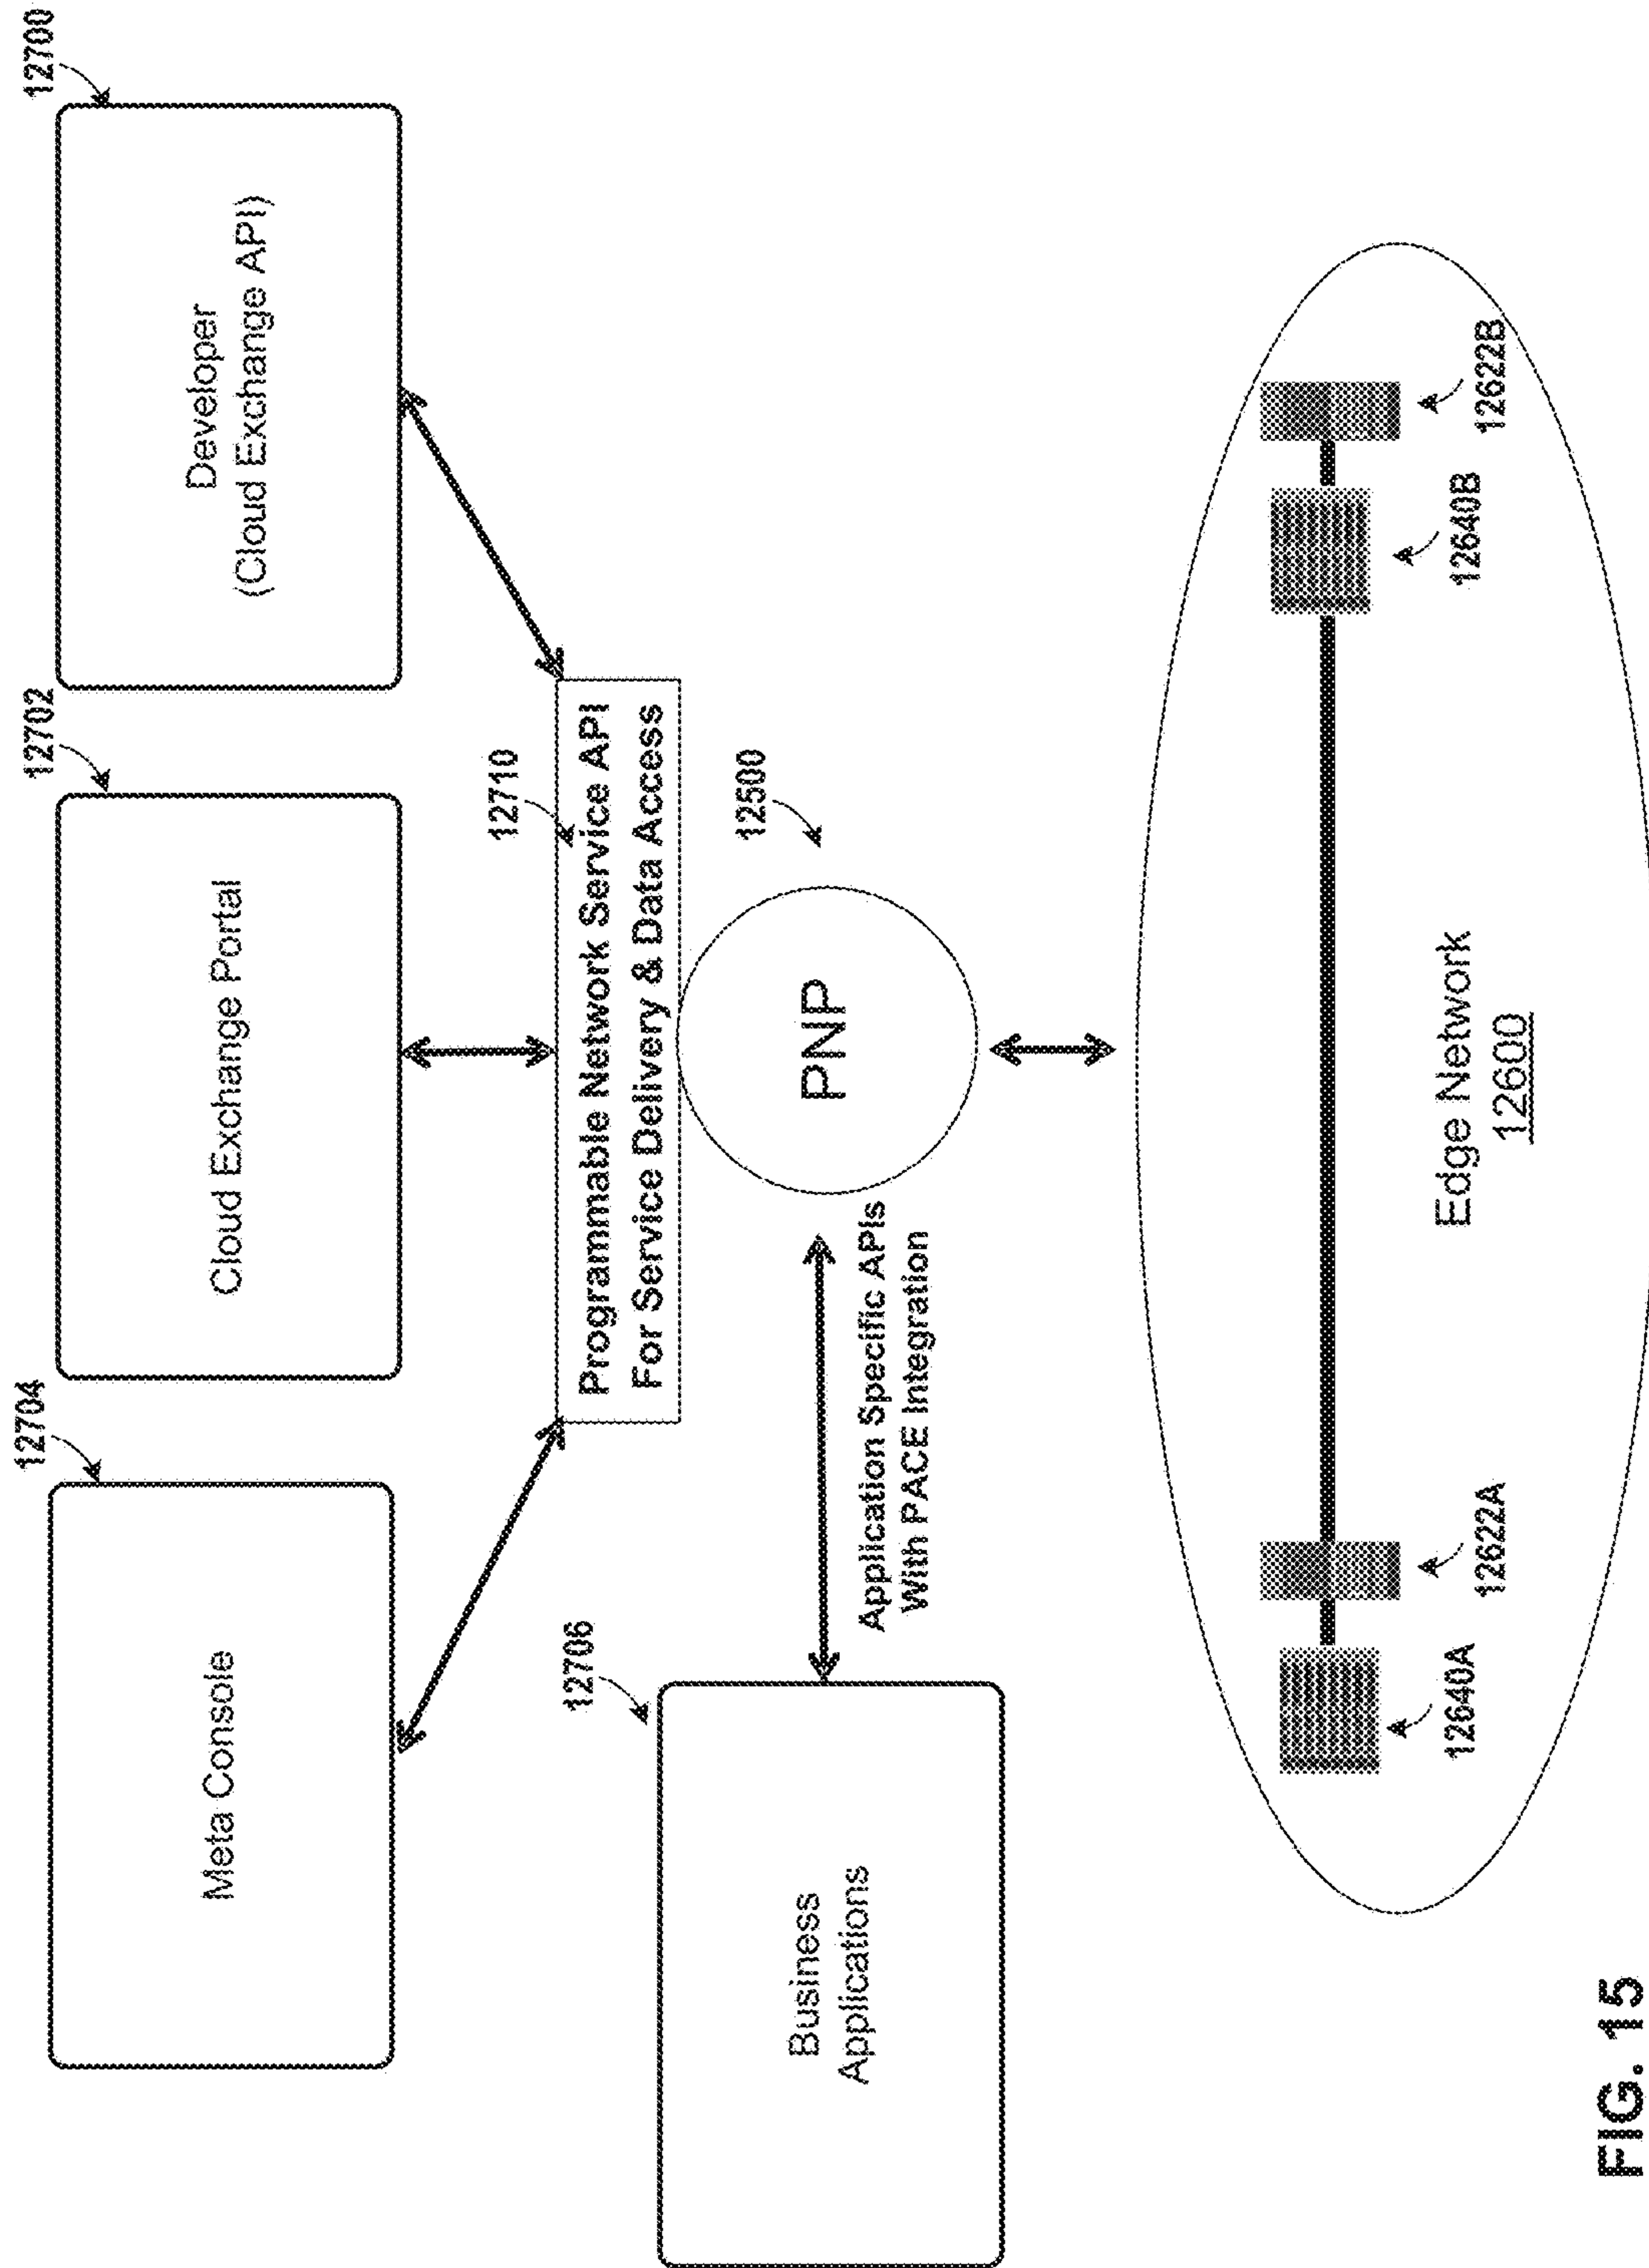 12704
12702
12700
Meta Console
Cloud Exchange Portal
Developer
(Cloud Exchange API)
12710
Programmable Network Service API
For Service Delivery & Data Access
12706
12500
Business
Applications
PNP
Application Specific APIs
With PACE Integration
12640A
12622A
12640B
12622B
Edge Network
12600
FIG. 15